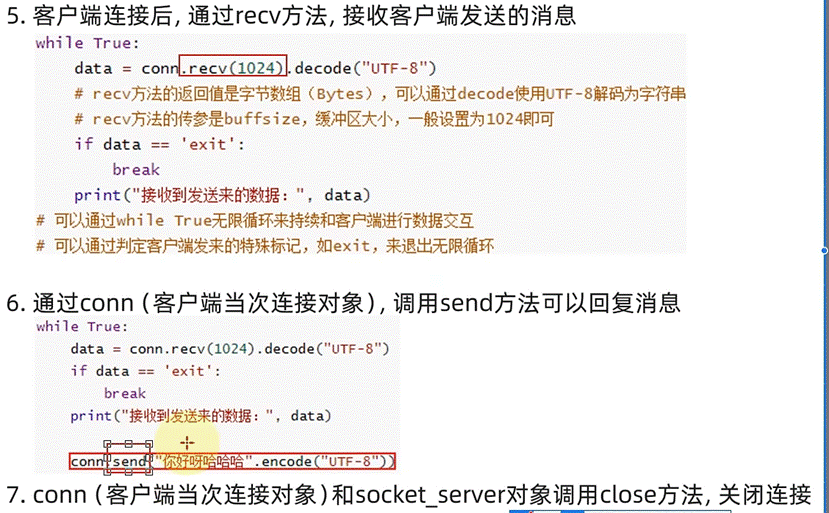 5. 客户端连接后, 通过recv方法, 接收客户端发送的消息
while True:
    data = conn.recv(1024).decode("UTF-8")
    # recv方法的返回值是字节数组（Bytes），可以通过decode使用UTF-8解码为字符串
    # recv方法的传参是buffsize，缓冲区大小，一般设置为1024即可
    if data == 'exit':
        break
    print("接收到发送来的数据：", data)
# 可以通过while True无限循环来持续和客户端进行数据交互
# 可以通过判定客户端发来的特殊标记，如exit，来退出无限循环
6. 通过conn（客户端当次连接对象）, 调用send方法可以回复消息
while True:
    data = conn.recv(1024).decode("UTF-8")
    if data == 'exit':
        break
    print("接收到发送来的数据：", data)
    conn.send("你好呀哈哈哈".encode("UTF-8"))
7. conn（客户端当次连接对象）和socket_server对象调用close方法, 关闭连接